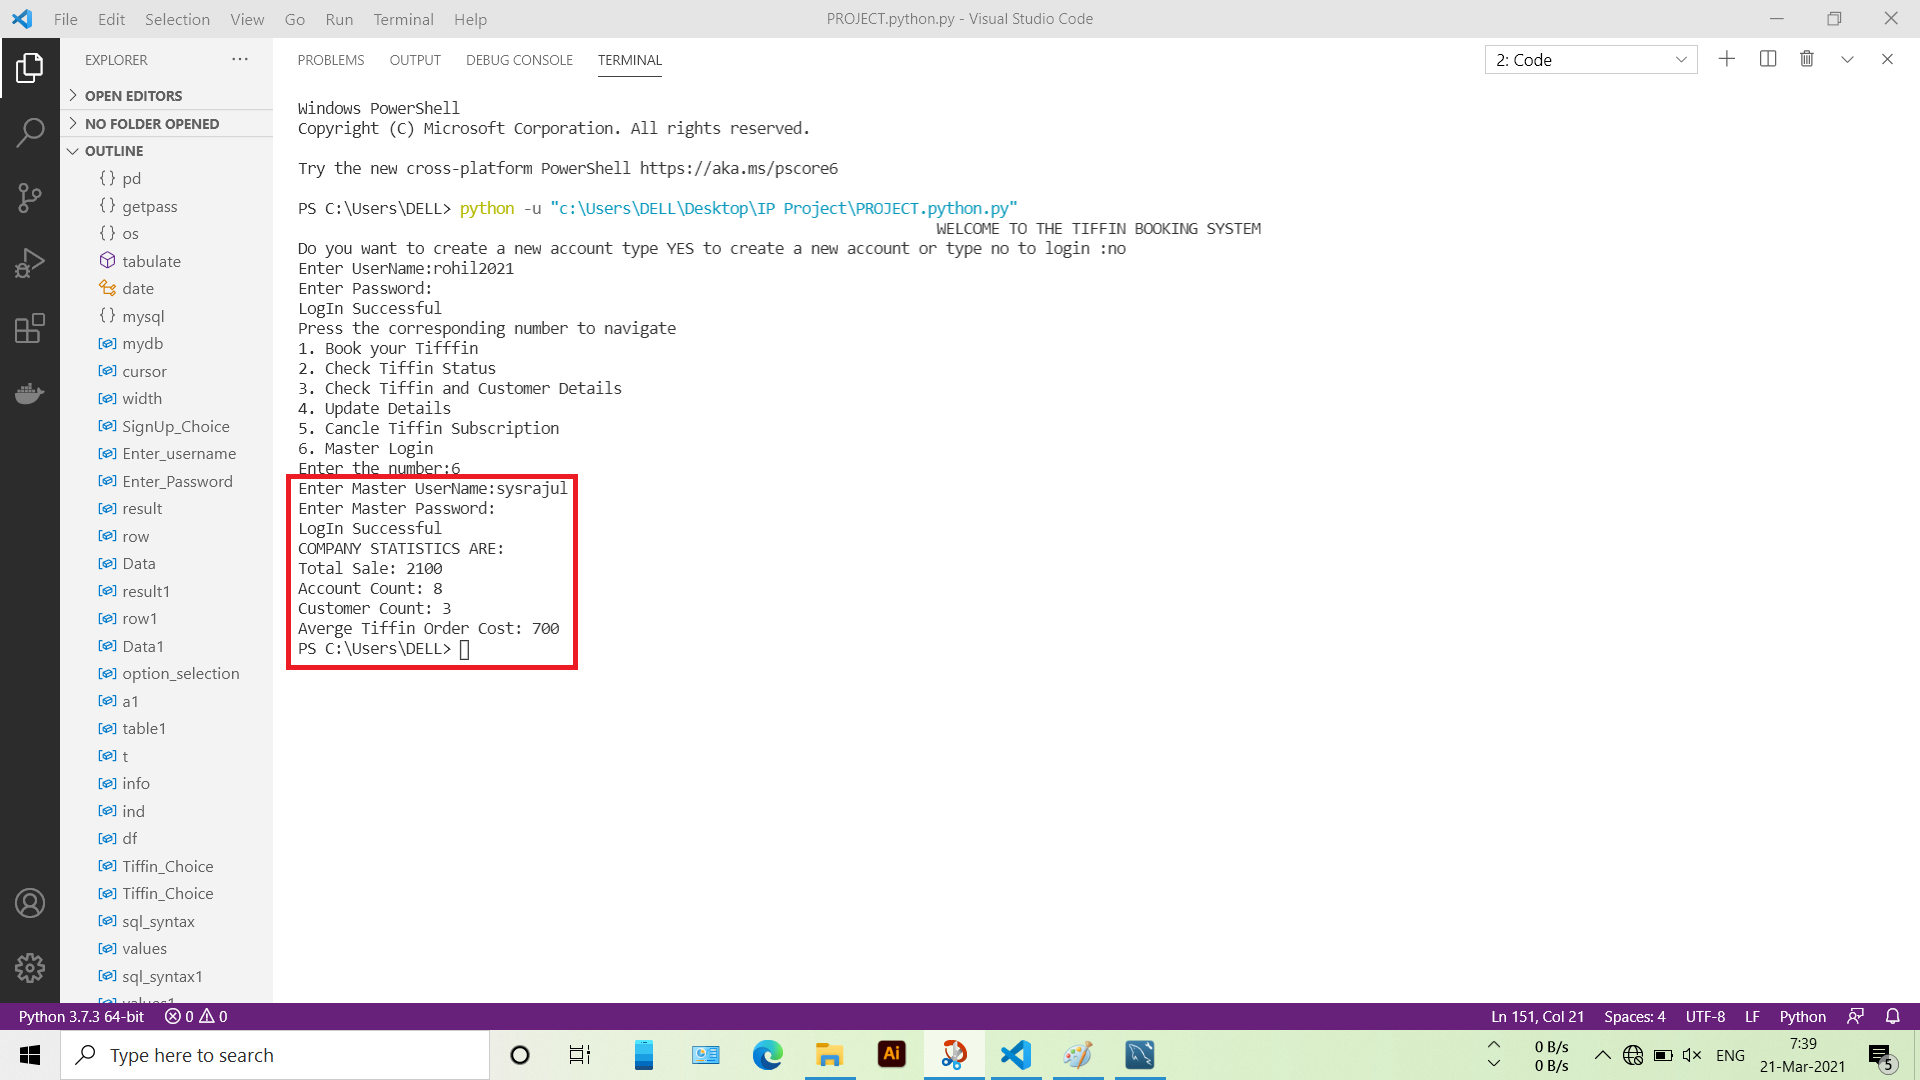 File Edit Selection View Go Run Terminal Help
PROJECT.python.py - Visual Studio Code
EXPLORER
OPEN EDITORS
NO FOLDER OPENED
OUTLINE
pd
getpass
os
tabulate
date
mysql
mydb
cursor
width
SignUp_Choice
Enter_username
Enter_Password
result
row
Data
result1
row1
Data1
option_selection
a1
table1
t
info
ind
df
Tiffin_Choice
Tiffin_Choice
sql_syntax
values
sql_syntax1
values1
PROBLEMS OUTPUT DEBUG CONSOLE TERMINAL
2: Code
Windows PowerShell
Copyright (C) Microsoft Corporation. All rights reserved.
Try the new cross-platform PowerShell https://aka.ms/pscore6
PS C:\Users\DELL> python -u "c:\Users\DELL\Desktop\IP Project\PROJECT.python.py"
WELCOME TO THE TIFFIN BOOKING SYSTEM
Do you want to create a new account type YES to create a new account or type no to login :no
Enter UserName:rohil2021
Enter Password:
LogIn Successful
Press the corresponding number to navigate
1. Book your Tifffin
2. Check Tiffin Status
3. Check Tiffin and Customer Details
4. Update Details
5. Cancle Tiffin Subscription
6. Master Login
Enter the number:6
Enter Master UserName:sysrajul
Enter Master Password:
LogIn Successful
COMPANY STATISTICS ARE:
Total Sale: 2100
Account Count: 8
Customer Count: 3
Averge Tiffin Order Cost: 700
PS C:\Users\DELL>
Python 3.7.3 64-bit 0 0
Ln 151, Col 21 Spaces: 4 UTF-8 LF Python
Type here to search
Ai
0 B/s
0 B/s
ENG
7:39
21-Mar-2021
5